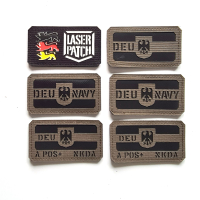 LASER
PATCH
DEU
DEU NAVY
DEU NAVY
DEU
A POS+ NKDA
DEU
A POS+ NKDA